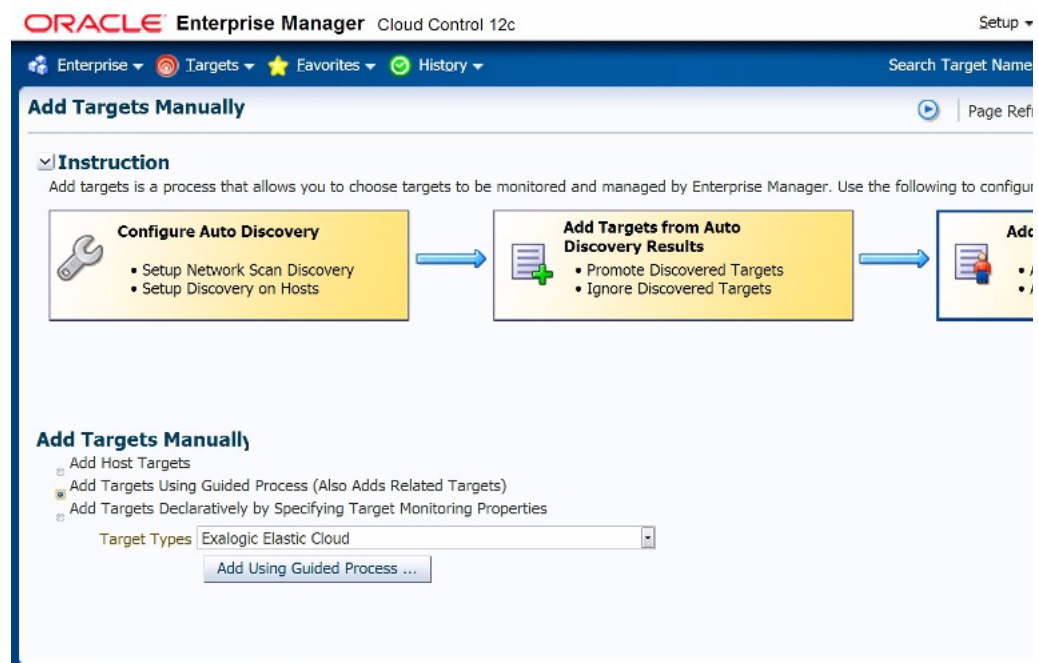 ORACLE Enterprise Manager Cloud Control 12c
Setup
Enterprise Targets Favorites History
Search Target Name
Add Targets Manually
Page Refr
Instruction
Add targets is a process that allows you to choose targets to be monitored and managed by Enterprise Manager. Use the following to configur
Configure Auto Discovery
• Setup Network Scan Discovery
• Setup Discovery on Hosts
Add Targets from Auto
Discovery Results
• Promote Discovered Targets
• Ignore Discovered Targets
Add
Add Targets Manually
Add Host Targets
Add Targets Using Guided Process (Also Adds Related Targets)
Add Targets Declaratively by Specifying Target Monitoring Properties
Target Types Exalogic Elastic Cloud
Add Using Guided Process ...